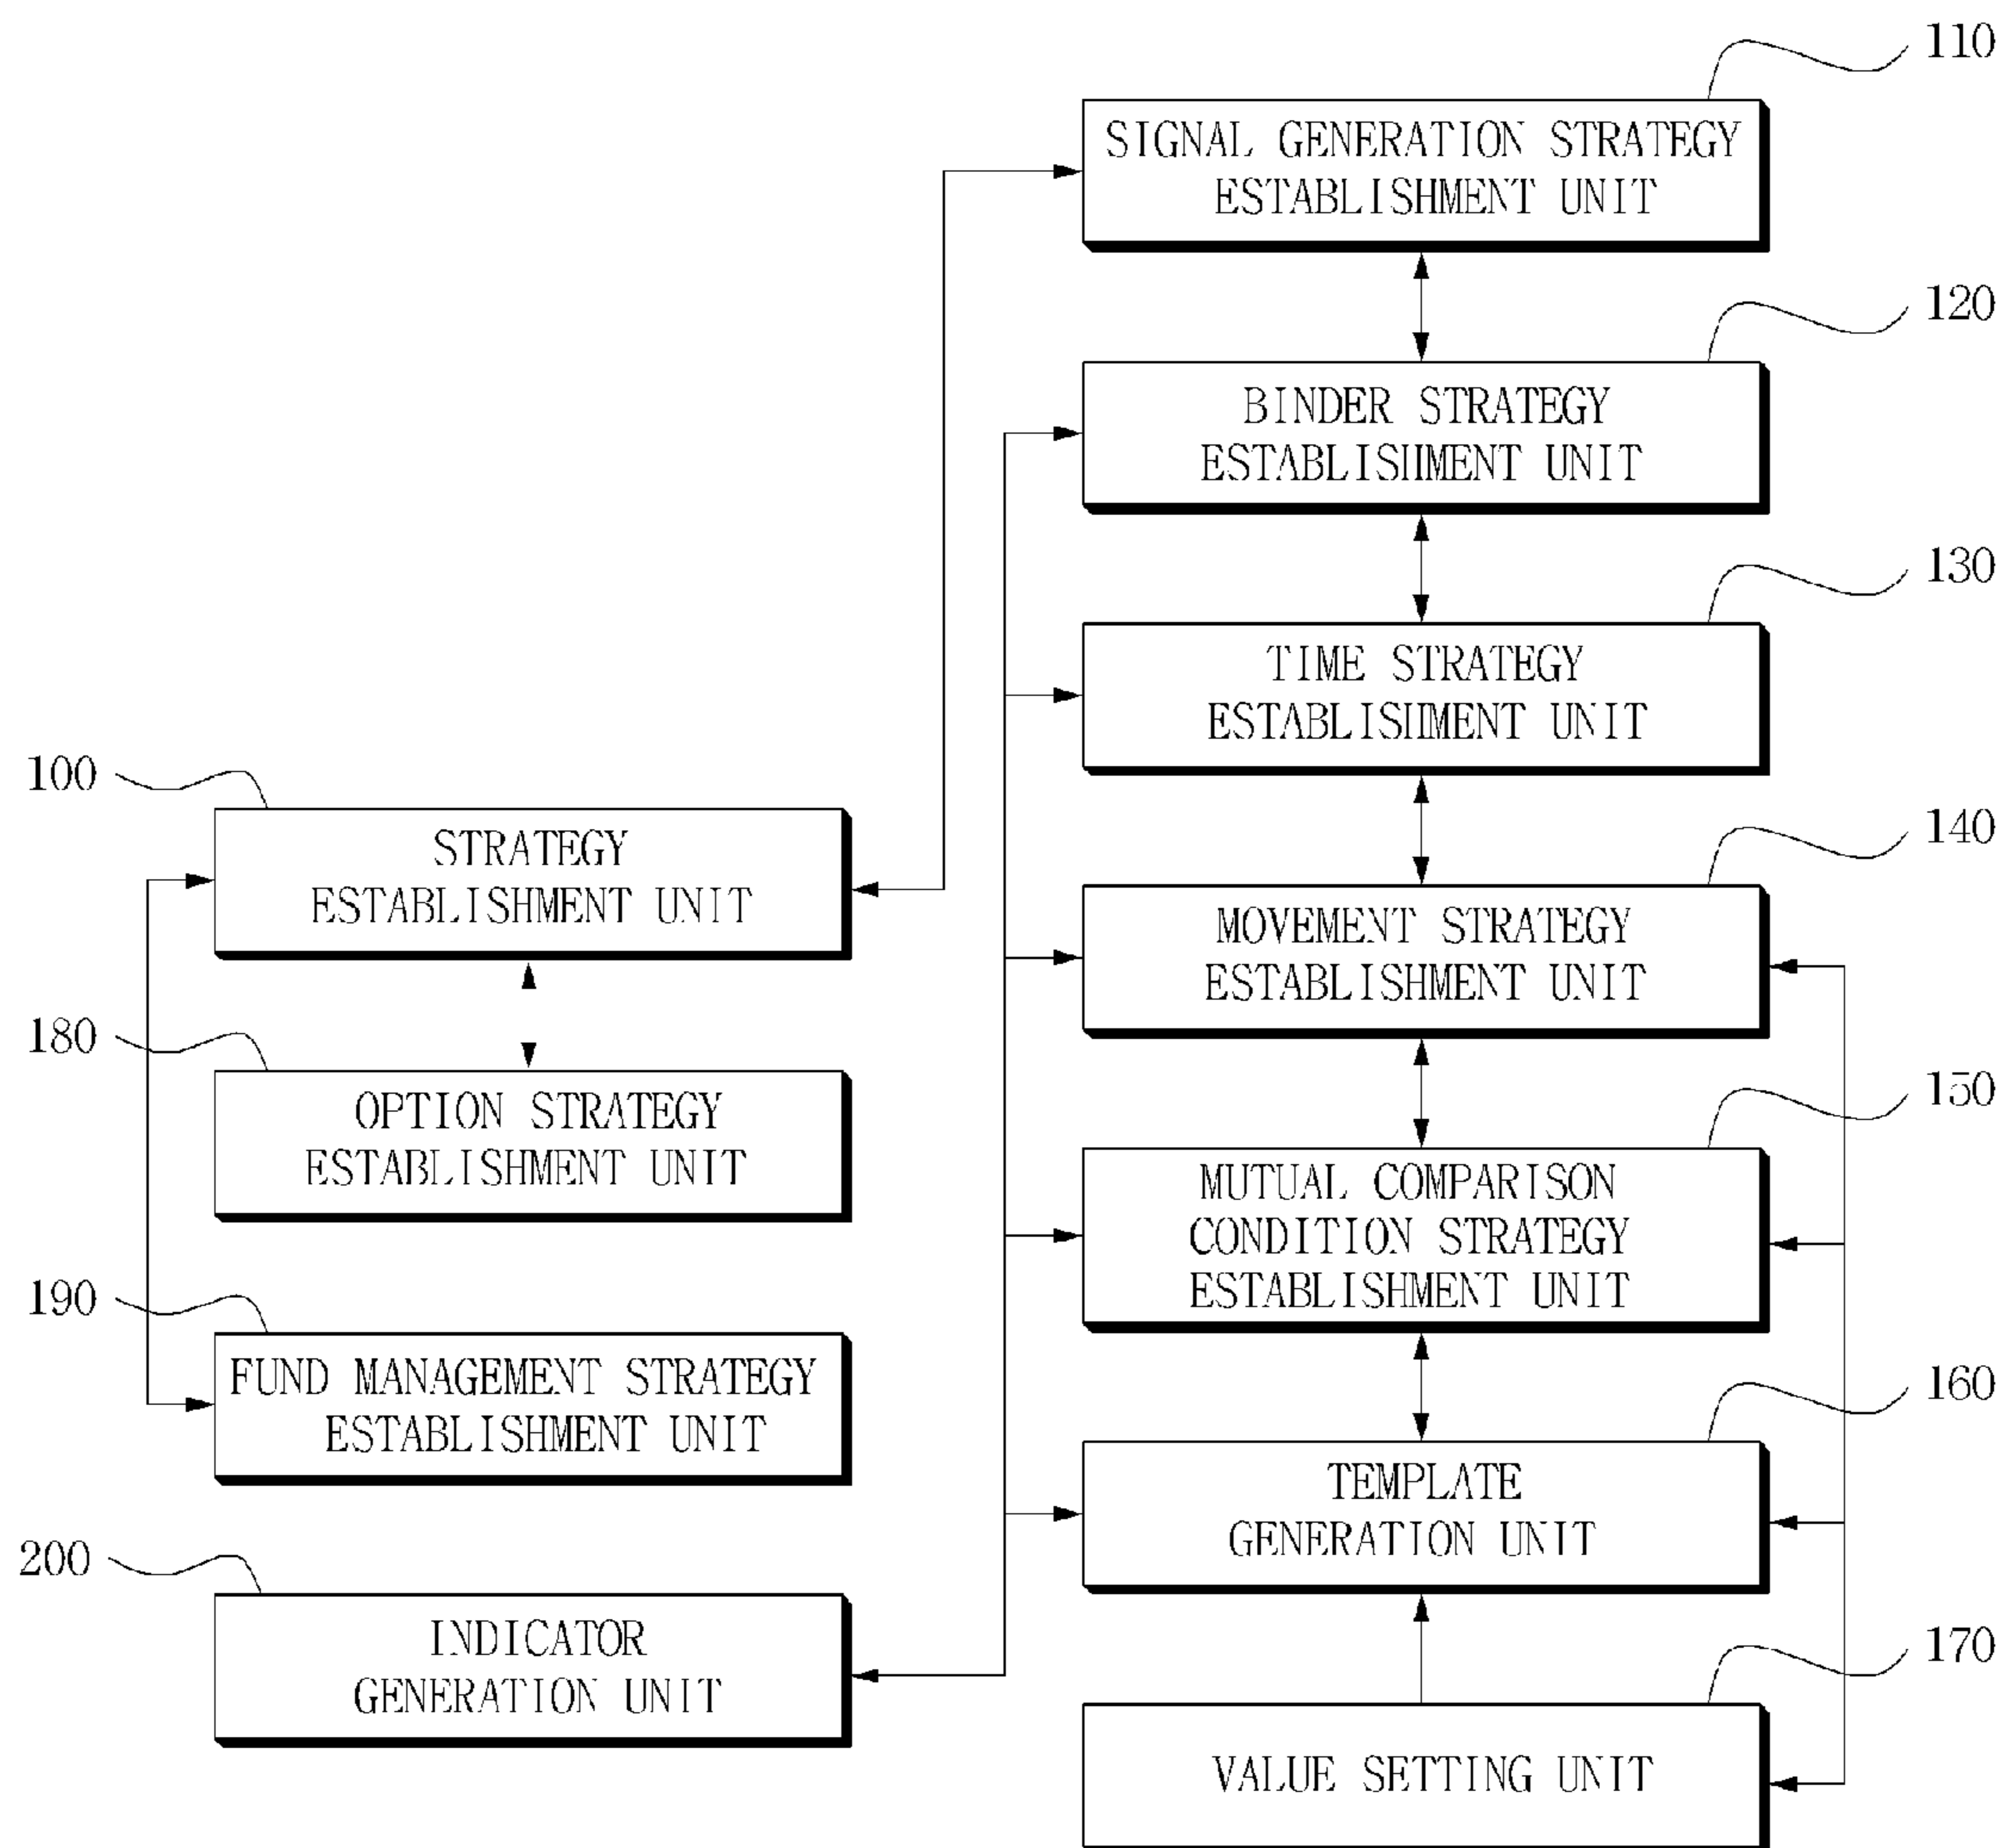 110
SIGNAL GENERATION STRATEGY
ESTABLISHMENT UNIT
120
BINDER STRATEGY
ESTABLISHMENT UNIT
130
TIME STRATEGY
ESTABLISHMENT UNIT
100
STRATEGY
ESTABLISHMENT UNIT
140
MOVEMENT STRATEGY
ESTABLISHMENT UNIT
180
OPTION STRATEGY
ESTABLISHMENT UNIT
150
MUTUAL COMPARISON
CONDITION STRATEGY
ESTABLISHMENT UNIT
190
FUND MANAGEMENT STRATEGY
ESTABLISHMENT UNIT
160
TEMPLATE
GENERATION UNIT
200
INDICATOR
GENERATION UNIT
170
VALUE SETTING UNIT